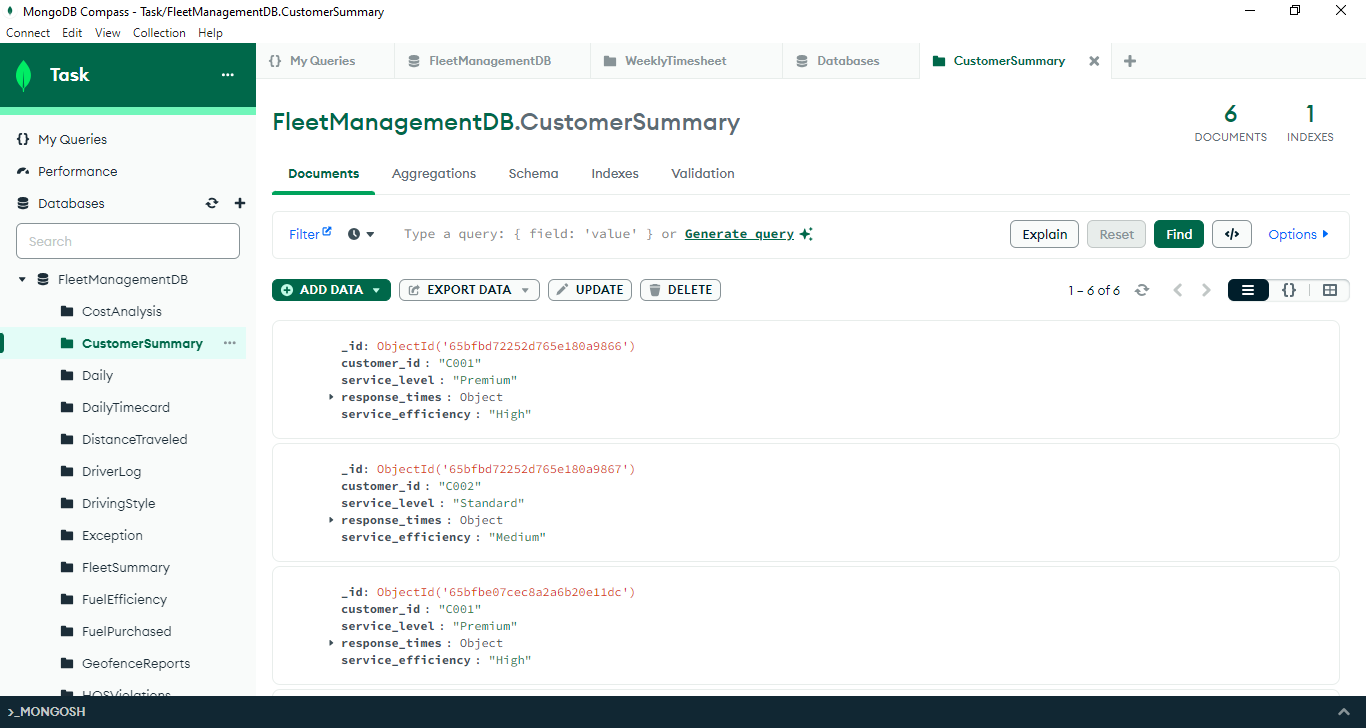 MongoDB Compass - Task/FleetManagementDB.CustomerSummary
Connect Edit View Collection Help
Task
{} My Queries
Performance
Databases
Search
FleetManagementDB
CostAnalysis
CustomerSummary
Daily
DailyTimecard
DistanceTraveled
DriverLog
DrivingStyle
Exception
FleetSummary
FuelEfficiency
FuelPurchased
GeofenceReports
HOSViolations
{} My Queries FleetManagementDB WeeklyTimesheet Databases CustomerSummary
FleetManagementDB.CustomerSummary
6 DOCUMENTS
1 INDEXES
Documents Aggregations Schema Indexes Validation
Filter Type a query: { field: 'value' } or Generate query Explain Reset Find </> Options
ADD DATA EXPORT DATA UPDATE DELETE 1 – 6 of 6 {}
_id: ObjectId('65bfbd72252d765e180a9866')
customer_id : "C001"
service_level : "Premium"
response_times : Object
service_efficiency : "High"
_id: ObjectId('65bfbd72252d765e180a9867')
customer_id : "C002"
service_level : "Standard"
response_times : Object
service_efficiency : "Medium"
_id: ObjectId('65bfbe07cec8a2a6b20e11dc')
customer_id : "C001"
service_level : "Premium"
response_times : Object
service_efficiency : "High"
>_MONGOSH